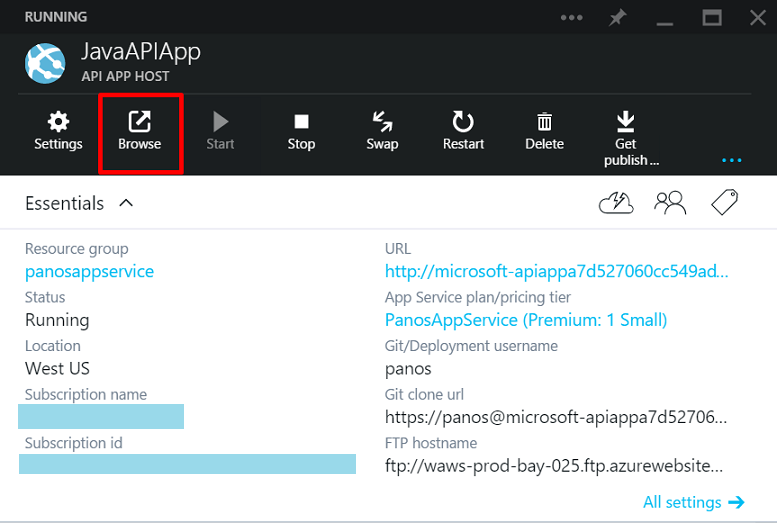 RUNNING
JavaAPIApp
API APP HOST
Settings
Browse
Start
Stop
Swap
Restart
Delete
Get
publish ...
Essentials
Resource group
panosappservice
Status
Running
Location
West US
Subscription name
Subscription id
URL
http://microsoft-apiappa7d527060cc549ad...
App Service plan/pricing tier
PanosAppService (Premium: 1 Small)
Git/Deployment username
panos
Git clone url
https://panos@microsoft-apiappa7d52706...
FTP hostname
ftp://waws-prod-bay-025.ftp.azurewebsite...
All settings